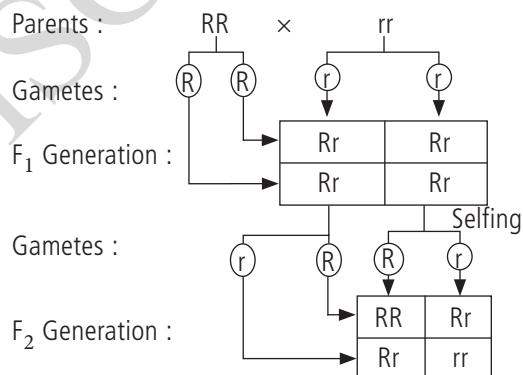 Parents : RR × rr
R R r r
Gametes :
Rr Rr
F₁ Generation :
Rr Rr
Selfing
Gametes : r R R r
RR Rr
F₂ Generation :
Rr rr